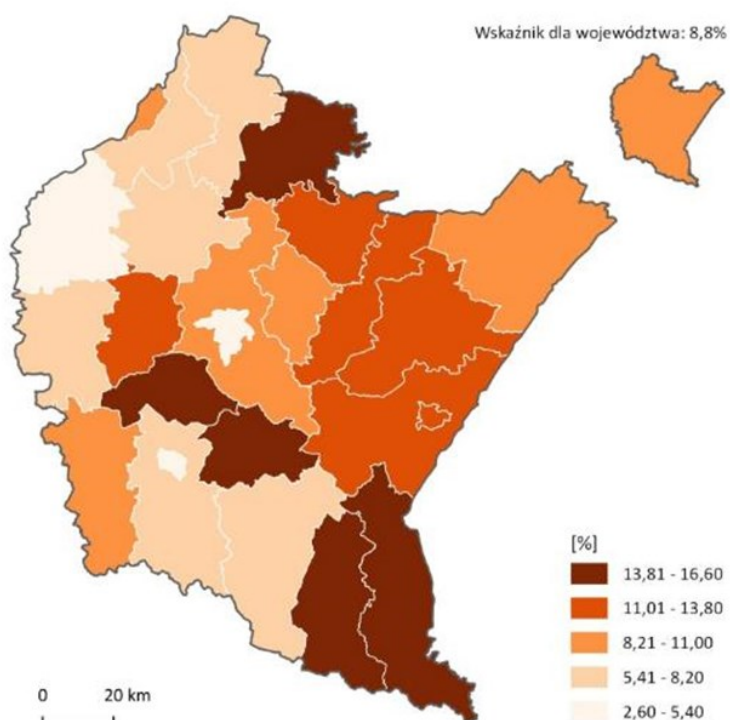 Wskaźnik dla województwa: 8,8%
[%]
13,81 - 16,60
11,01 - 13,80
8,21 - 11,00
5,41 - 8,20
2,60 - 5,40
0 20 km